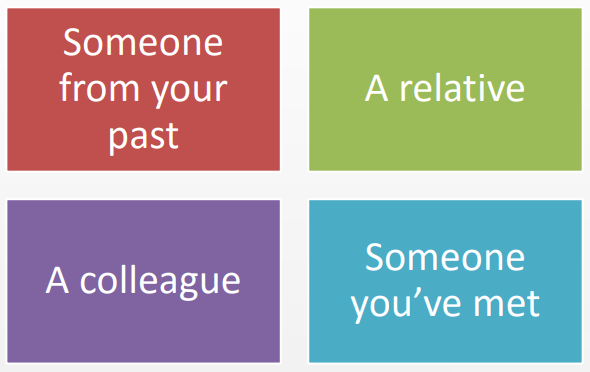 Someone
from your
past
A relative
A colleague
Someone
you’ve met